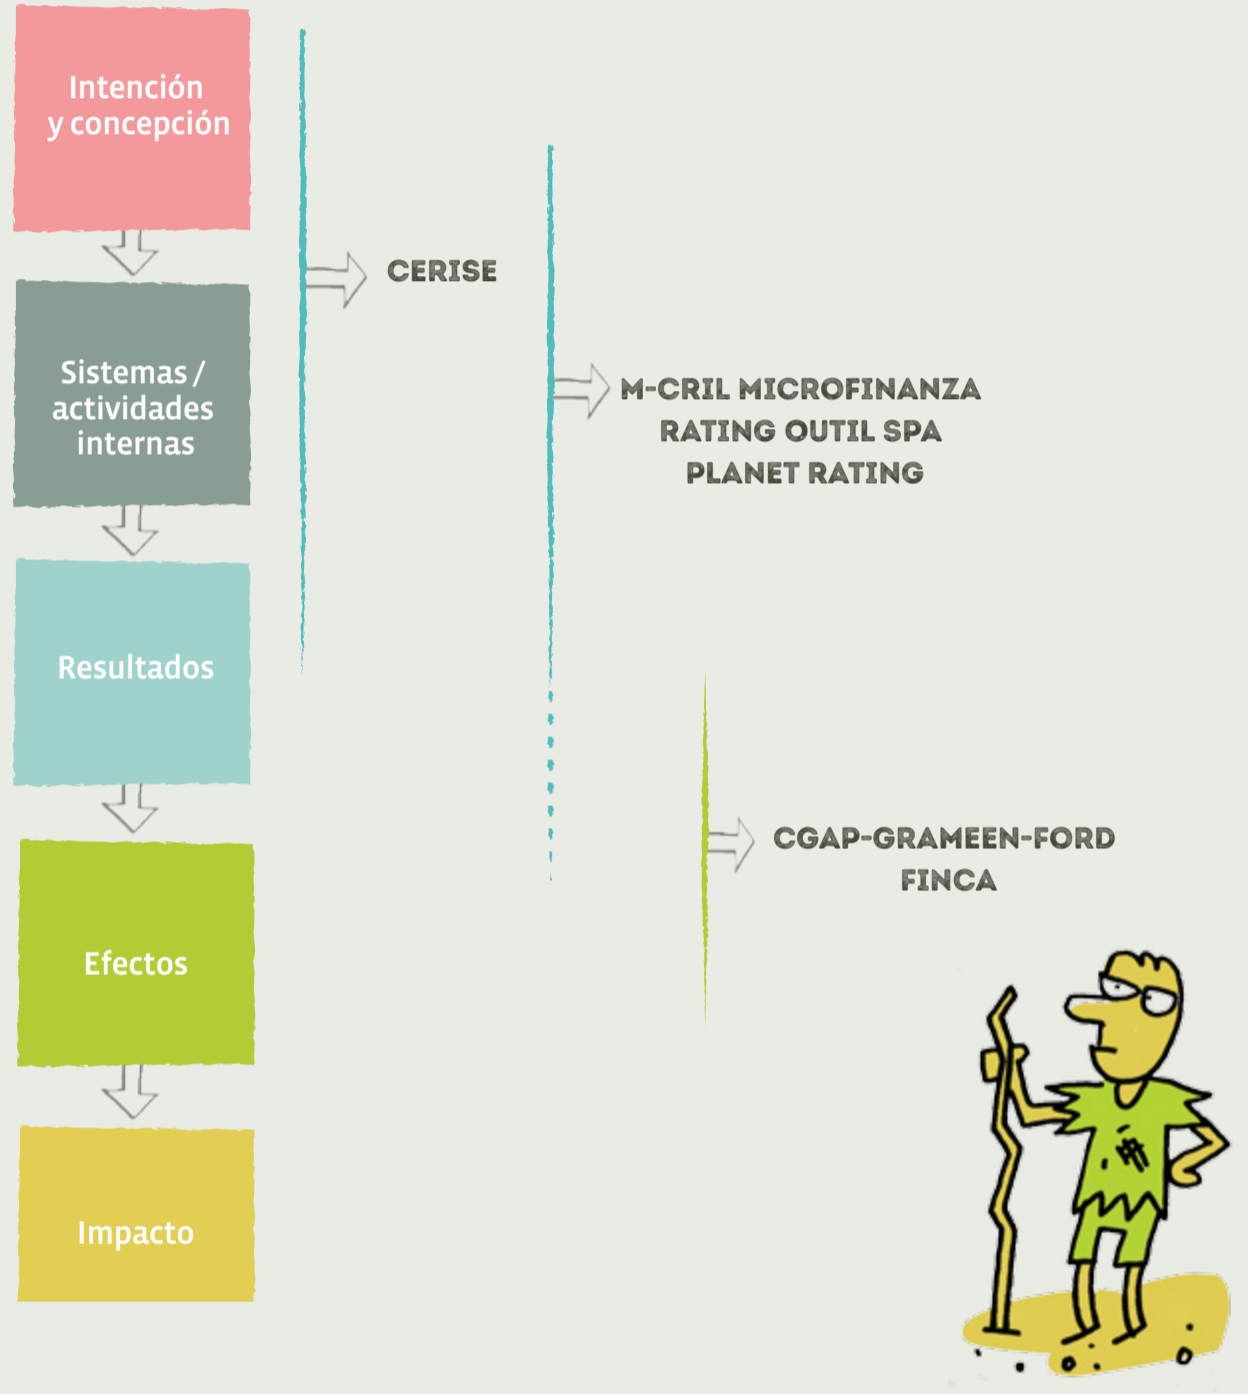 Intención
y concepción
CERISE
Sistemas /
actividades
internas
M-CRIL MICROFINANZA
RATING OUTIL SPA
PLANET RATING
Resultados
CGAP-GRAMEEN-FORD
FINCA
Efectos
Impacto